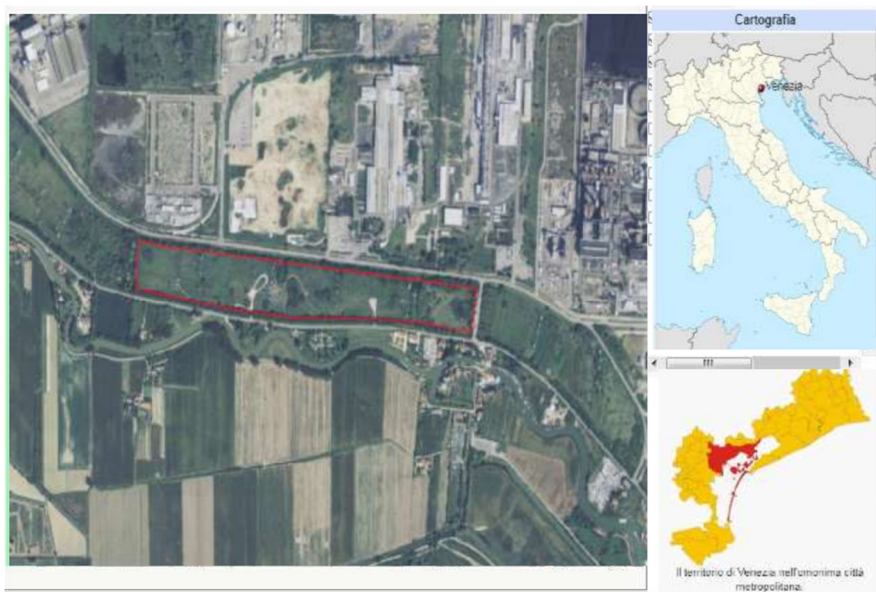 Cartografia
Venezia
Il territorio di Venezia nell'omonima città
metropolitana.